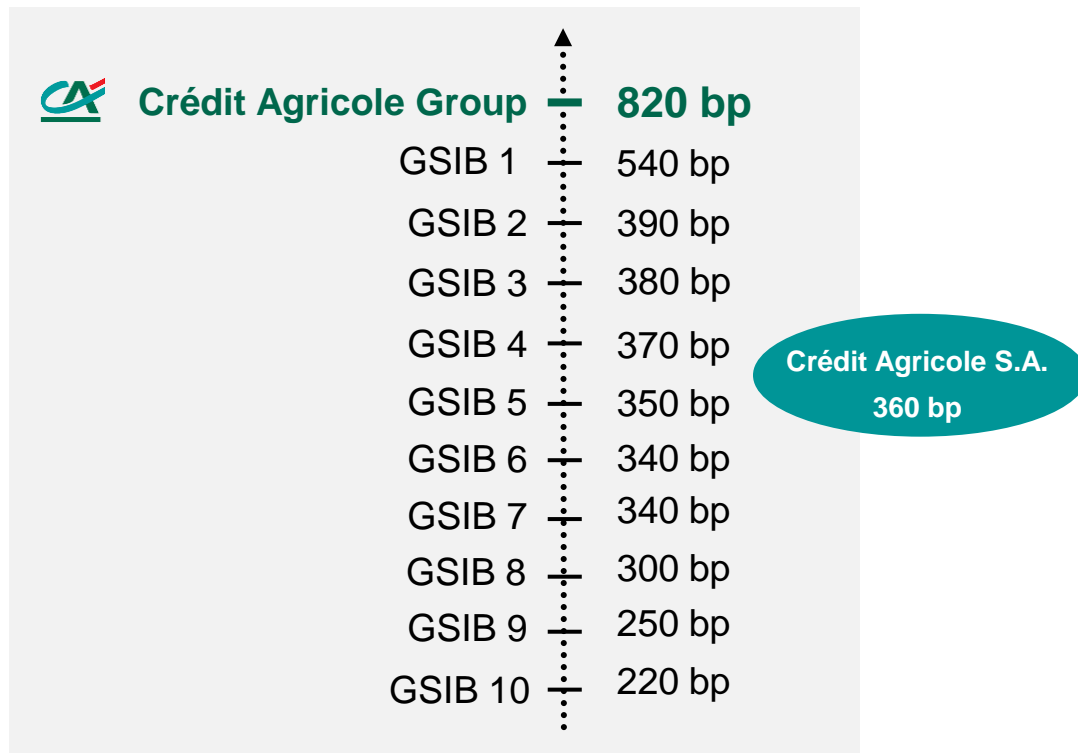 Crédit Agricole Group 820 bp
GSIB 1 540 bp
GSIB 2 390 bp
GSIB 3 380 bp
GSIB 4 370 bp
Crédit Agricole S.A.
360 bp
GSIB 5 350 bp
GSIB 6 340 bp
GSIB 7 340 bp
GSIB 8 300 bp
GSIB 9 250 bp
GSIB 10 220 bp